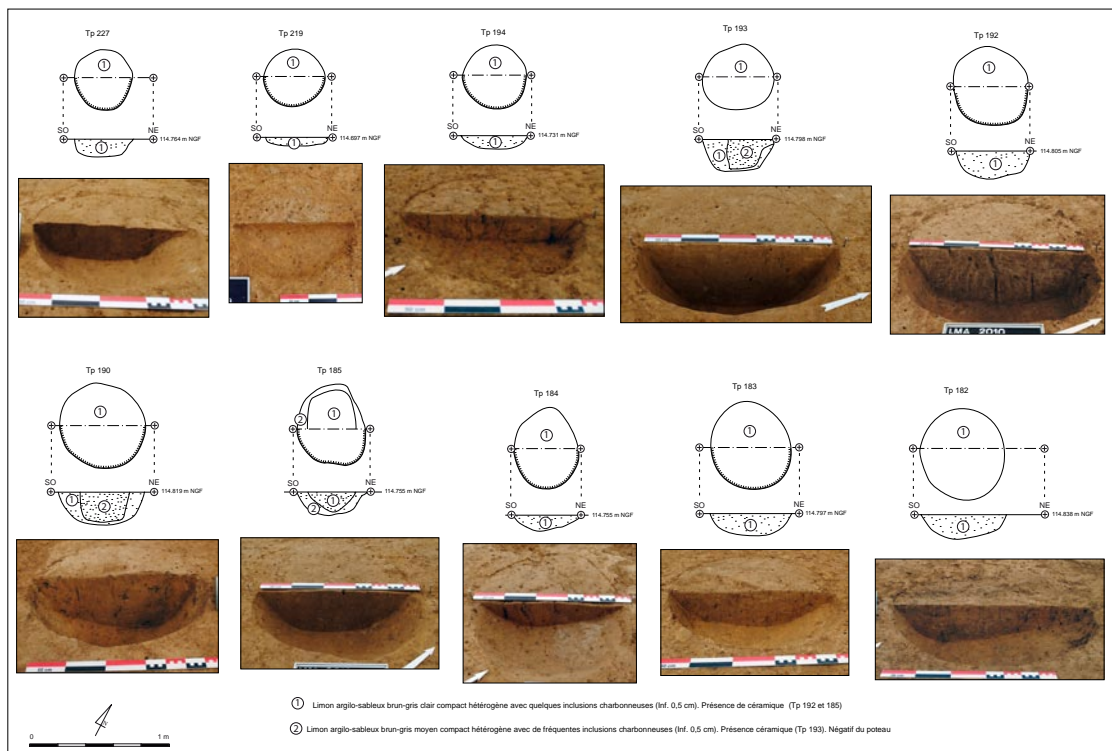 Tp 227
1
SO NE
114.764 m NGF
1
Tp 219
1
SO NE
114.697 m NGF
1
Tp 194
1
SO NE
114.731 m NGF
1
Tp 193
1
SO NE
114.798 m NGF
1 2
Tp 192
1
SO NE
114.805 m NGF
1
LMA 2010
Tp 190
1
SO NE
114.819 m NGF
1 2
Tp 185
2 1
SO NE
114.755 m NGF
1
2
Tp 184
1
SO NE
114.755 m NGF
1
Tp 183
1
SO NE
114.797 m NGF
1
Tp 182
1
SO NE
114.838 m NGF
1
1 Limon argilo-sableux brun-gris clair compact hétérogène avec quelques inclusions charbonneuses (Inf. 0,5 cm). Présence de céramique (Tp 192 et 185)
2 Limon argilo-sableux brun-gris moyen compact hétérogène avec de fréquentes inclusions charbonneuses (Inf. 0,5 cm). Présence céramique (Tp 193). Négatif du poteau
0 1 m